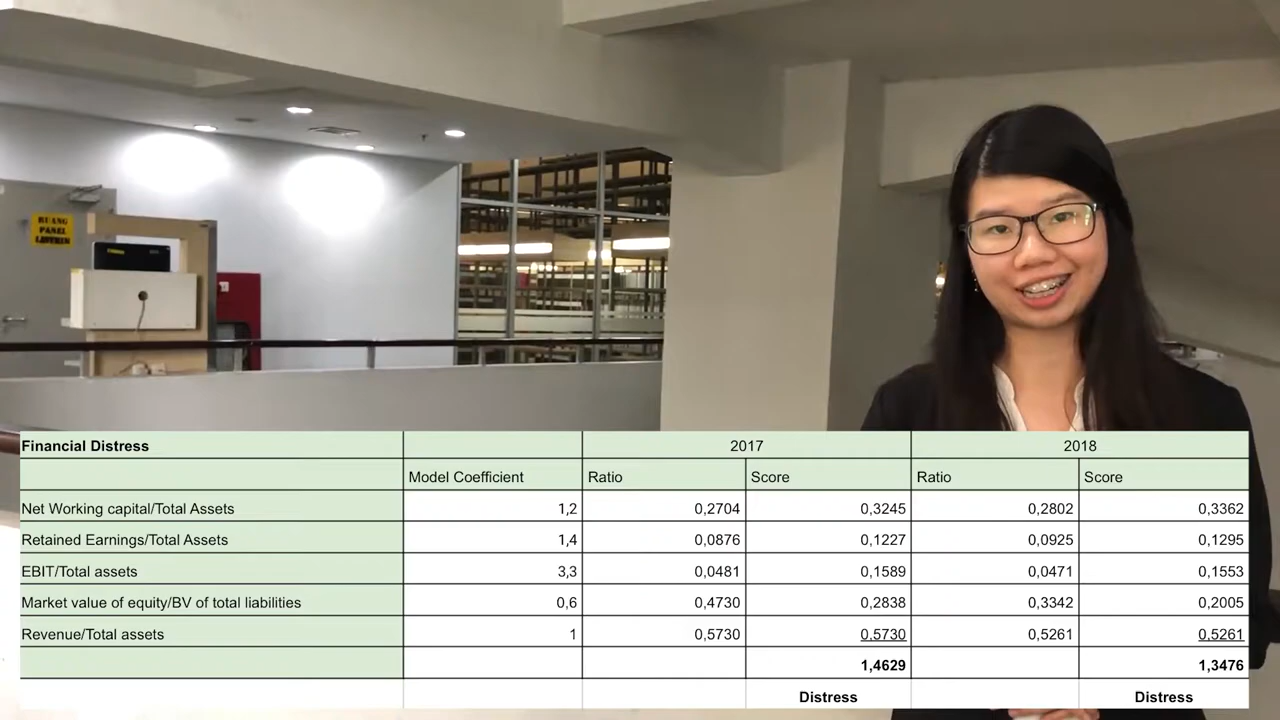 RUANG
PANEL
LISTRIK
Financial Distress 2017 2018
Model Coefficient Ratio Score Ratio Score
Net Working capital/Total Assets 1,2 0,2704 0,3245 0,2802 0,3362
Retained Earnings/Total Assets 1,4 0,0876 0,1227 0,0925 0,1295
EBIT/Total assets 3,3 0,0481 0,1589 0,0471 0,1553
Market value of equity/BV of total liabilities 0,6 0,4730 0,2838 0,3342 0,2005
Revenue/Total assets 1 0,5730 0,5730 0,5261 0,5261
1,4629 1,3476
Distress Distress